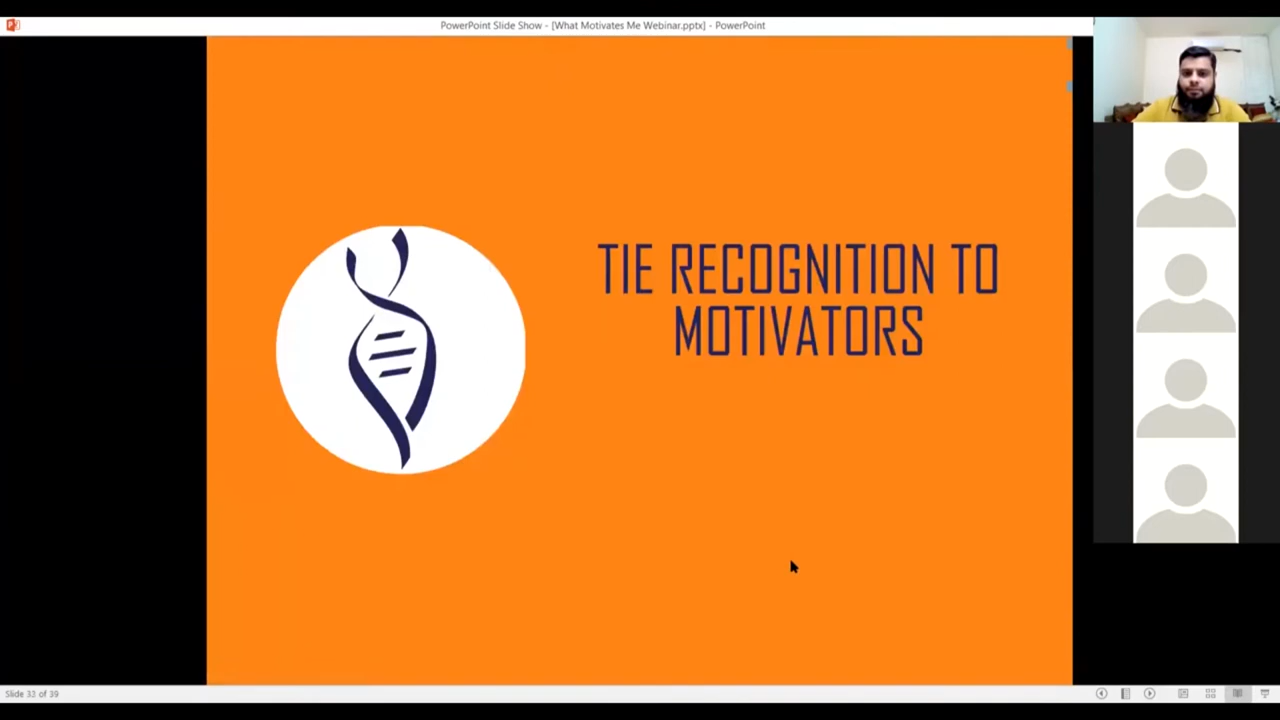 PowerPoint Slide Show - [What Motivates Me Webinar.pptx] - PowerPoint
TIE RECOGNITION TO
MOTIVATORS
Slide 33 of 39